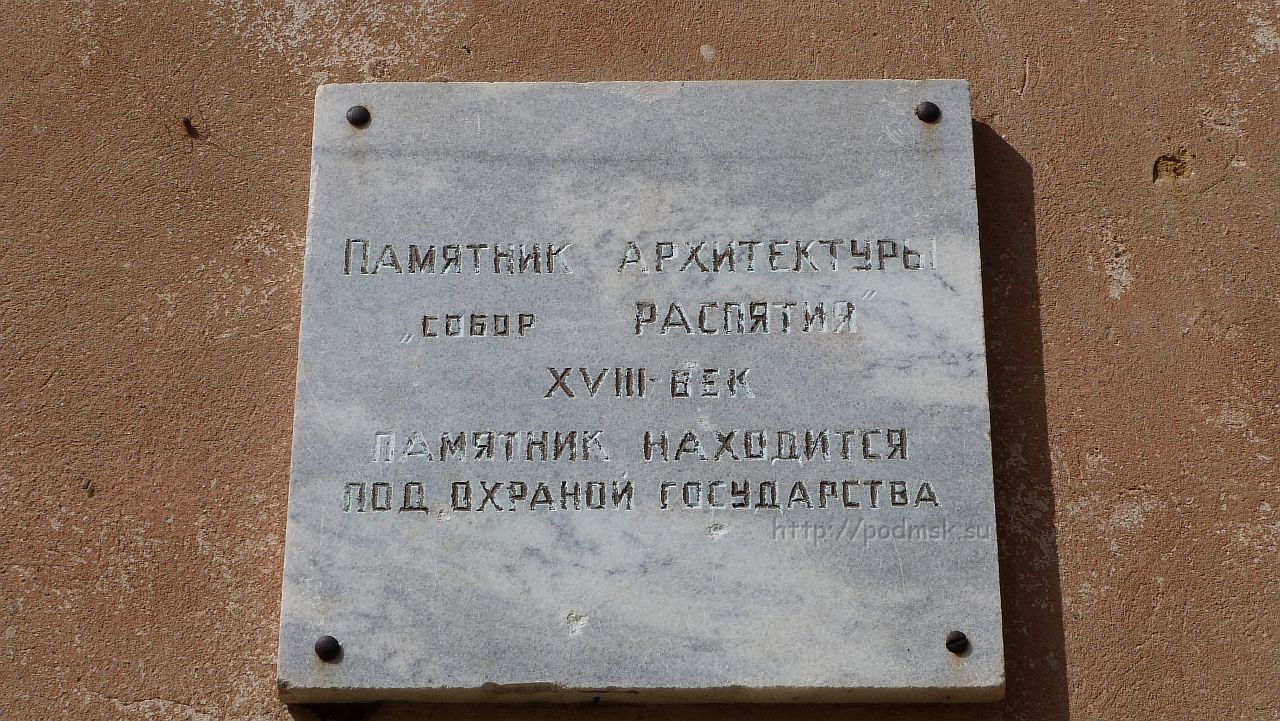 ПАМЯТНИК АРХИТЕКТУРЫ
„СОБОР РАСПЯТИЯ"
XVIII-ВЕК
ПАМЯТНИК НАХОДИТСЯ
ПОД ОХРАНОЙ ГОСУДАРСТВА
http://podmsk.su